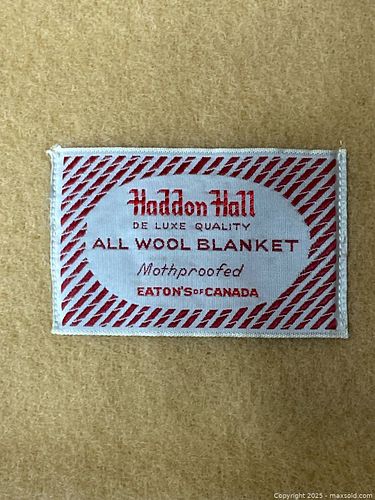 Haddon Hall
DE LUXE QUALITY
ALL WOOL BLANKET
Mothproofed
EATON'S OF CANADA
Copyright 2025 - maxsold.com